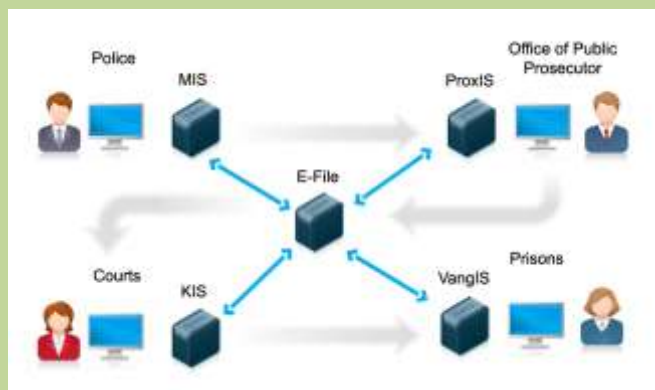 Police
MIS
ProxIS
Office of Public
Prosecutor
E-File
Courts
KIS
VangIS
Prisons